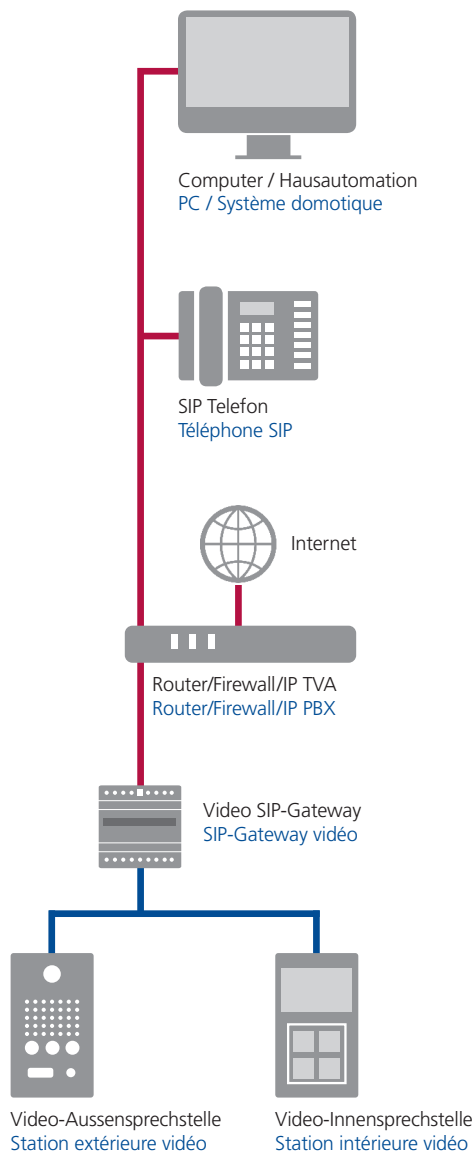 Computer / Hausautomation
PC / Système domotique
SIP Telefon
Téléphone SIP
Internet
Router/Firewall/IP TVA
Router/Firewall/IP PBX
Video SIP-Gateway
SIP-Gateway vidéo
Video-Aussensprechstelle
Station extérieure vidéo
Video-Innensprechstelle
Station intérieure vidéo